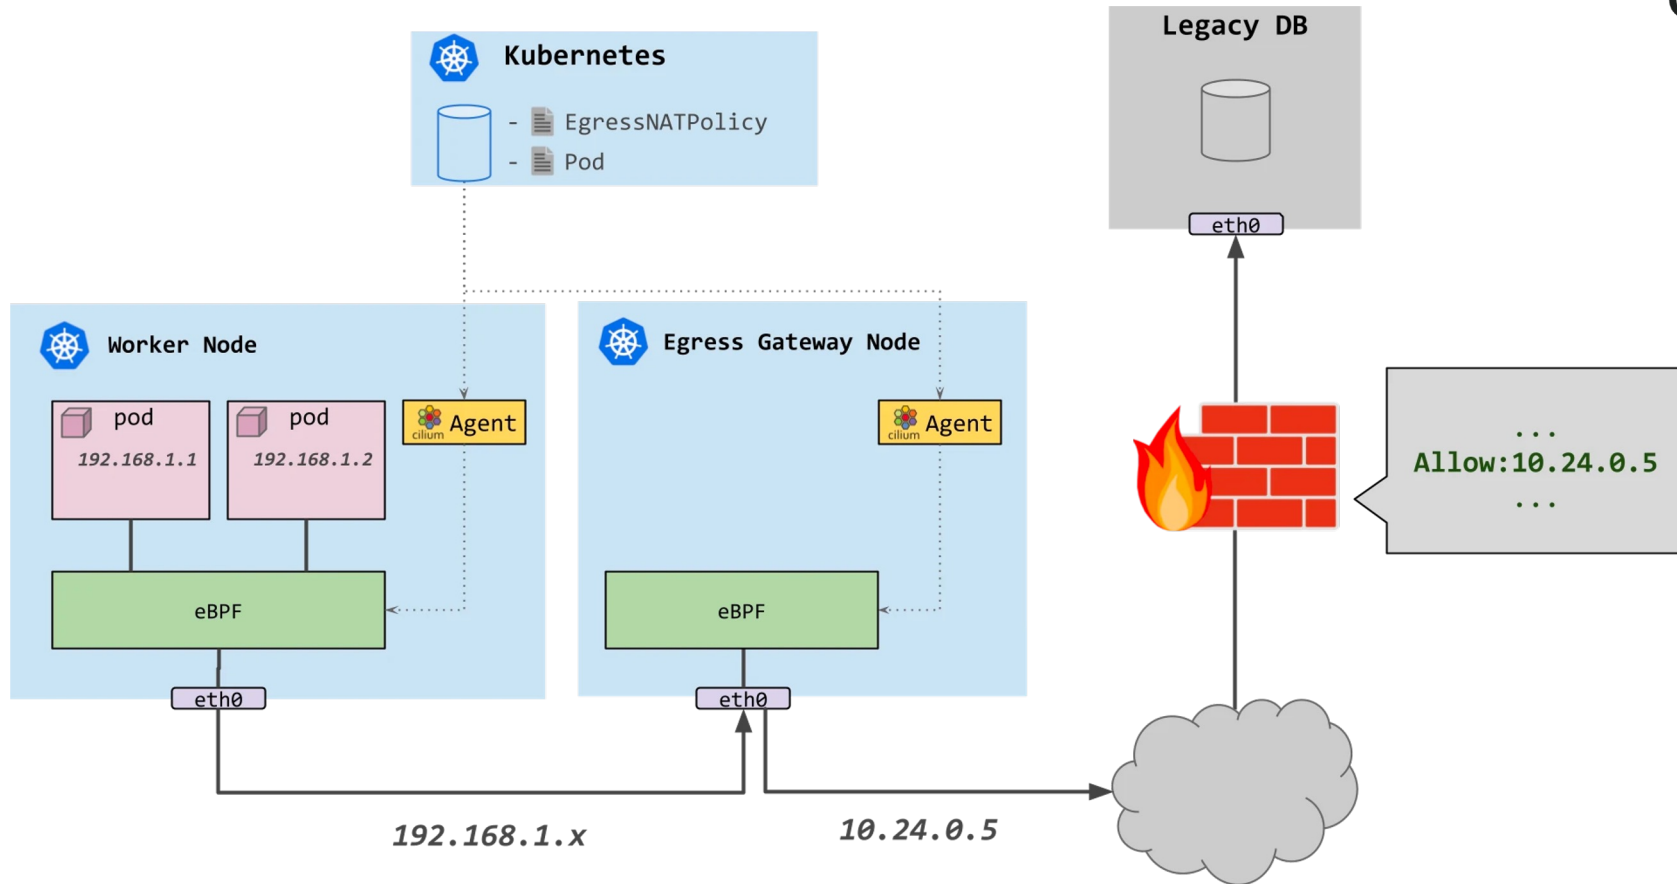 Kubernetes
- EgressNATPolicy
- Pod
Legacy DB
eth0
Worker Node
pod
192.168.1.1
pod
192.168.1.2
cilium Agent
eBPF
eth0
Egress Gateway Node
cilium Agent
eBPF
eth0
...
Allow:10.24.0.5
...
192.168.1.x
10.24.0.5